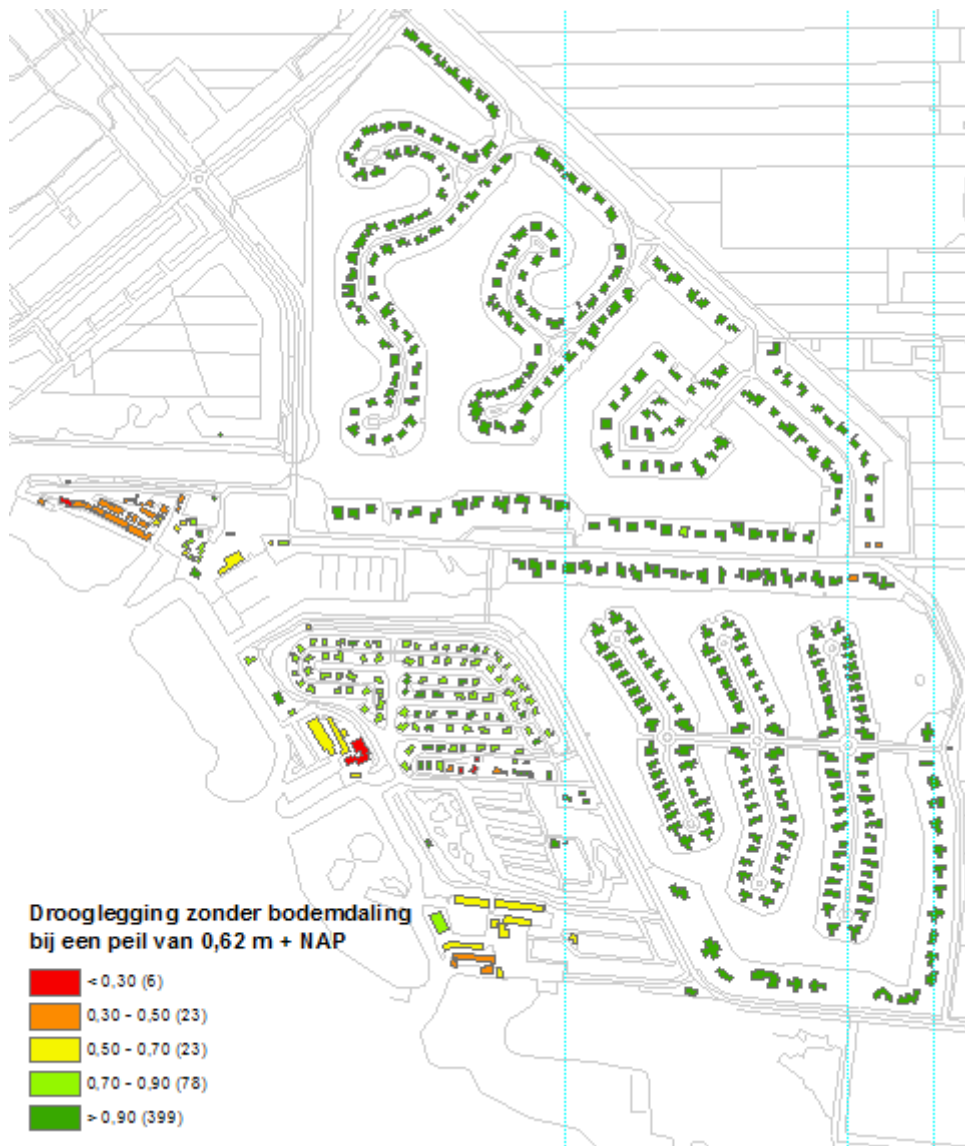 Drooglegging zonder bodemdaling
bij een peil van 0,62 m + NAP
< 0,30 (6)
0,30 - 0,50 (23)
0,50 - 0,70 (23)
0,70 - 0,90 (78)
> 0,90 (399)